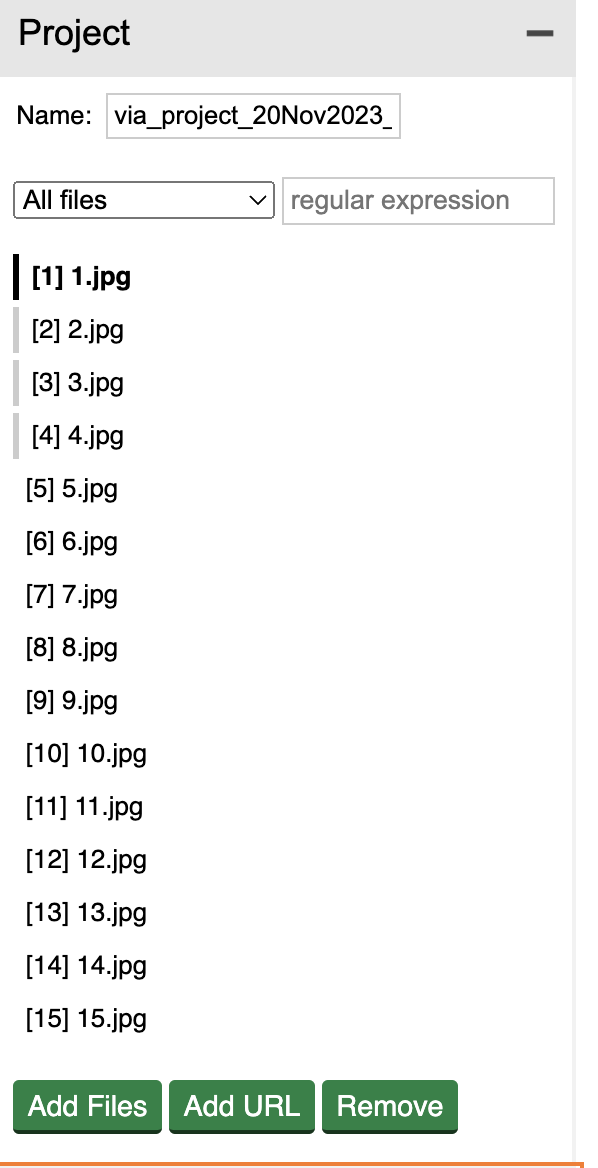 Project
Name: via_project_20Nov2023_
All files regular expression
[1] 1.jpg
[2] 2.jpg
[3] 3.jpg
[4] 4.jpg
[5] 5.jpg
[6] 6.jpg
[7] 7.jpg
[8] 8.jpg
[9] 9.jpg
[10] 10.jpg
[11] 11.jpg
[12] 12.jpg
[13] 13.jpg
[14] 14.jpg
[15] 15.jpg
Add Files Add URL Remove